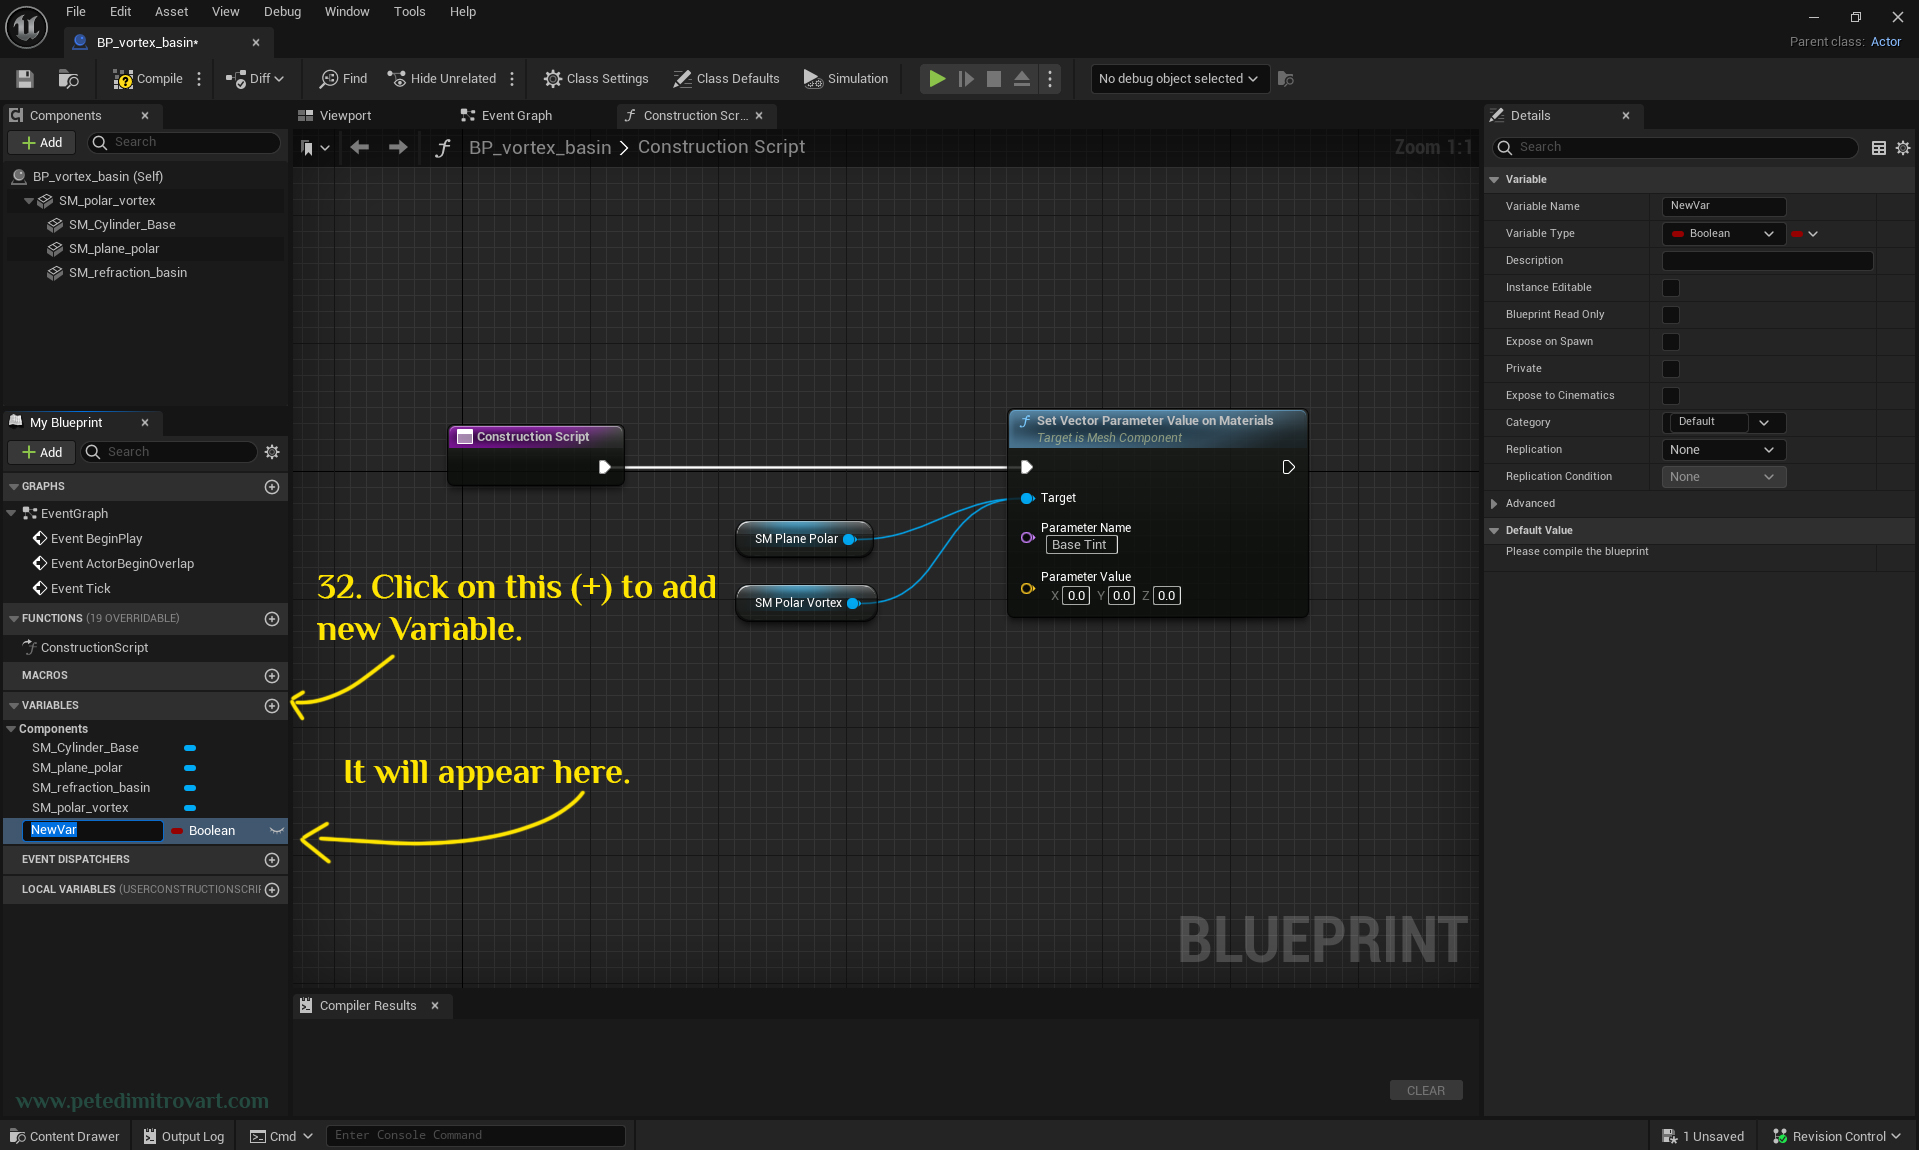 File Edit Asset View Debug Window Tools Help
BP_vortex_basin*
Parent class: Actor
Compile Diff Find Hide Unrelated Class Settings Class Defaults Simulation No debug object selected
Components
Add Search
BP_vortex_basin (Self)
SM_polar_vortex
SM_Cylinder_Base
SM_plane_polar
SM_refraction_basin
My Blueprint
Add Search
GRAPHS
EventGraph
Event BeginPlay
Event ActorBeginOverlap
Event Tick
FUNCTIONS (19 OVERRIDABLE)
ConstructionScript
MACROS
VARIABLES
Components
SM_Cylinder_Base
SM_plane_polar
SM_refraction_basin
SM_polar_vortex
NewVar Boolean
EVENT DISPATCHERS
LOCAL VARIABLES (USERCONSTRUCTIONSCRI
www.petedimitrovart.com
Viewport Event Graph Construction Scr...
BP_vortex_basin > Construction Script
Zoom 1:1
Construction Script
Set Vector Parameter Value on Materials
Target is Mesh Component
Target
Parameter Name
Base Tint
Parameter Value
X 0.0 Y 0.0 Z 0.0
SM Plane Polar
SM Polar Vortex
32. Click on this (+) to add
new Variable.
It will appear here.
BLUEPRINT
Compiler Results
CLEAR
Details
Search
Variable
Variable Name NewVar
Variable Type Boolean
Description
Instance Editable
Blueprint Read Only
Expose on Spawn
Private
Expose to Cinematics
Category Default
Replication None
Replication Condition None
Advanced
Default Value
Please compile the blueprint
Content Drawer Output Log Cmd Enter Console Command 1 Unsaved Revision Control